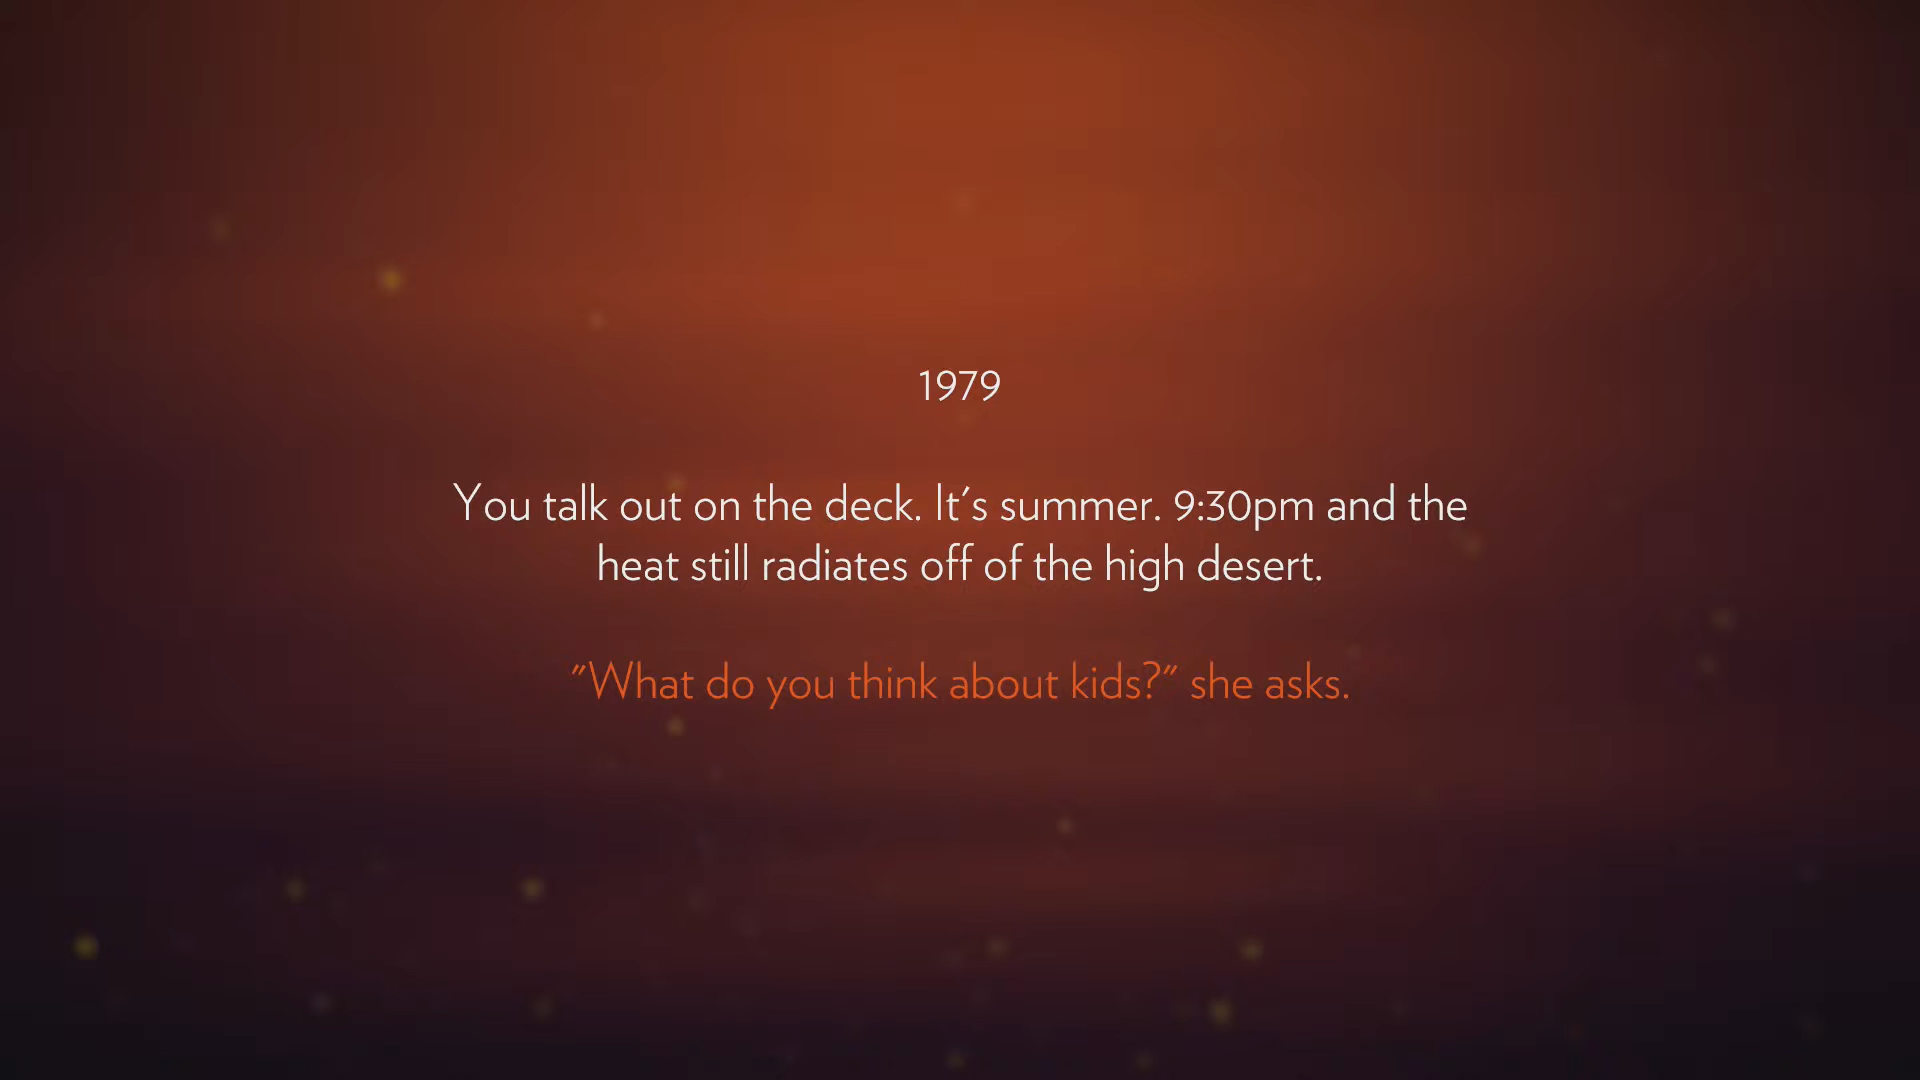 1979
You talk out on the deck. It's summer. 9:30pm and the
heat still radiates off of the high desert.
"What do you think about kids?" she asks.